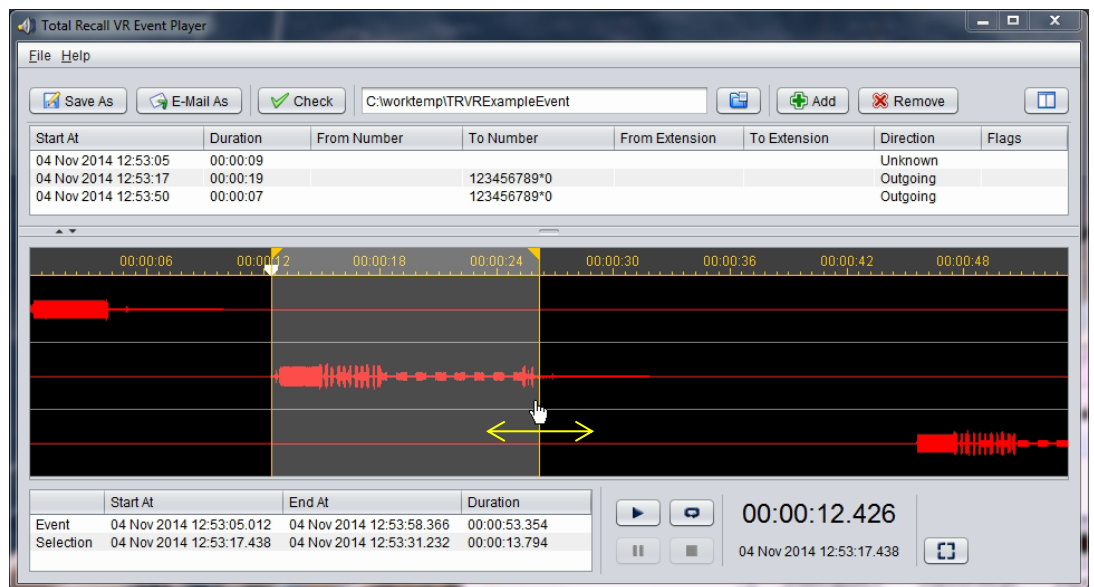 Total Recall VR Event Player
File Help
Save As E-Mail As Check C:\worktemp\TRVRExampleEvent Add Remove
Start At Duration From Number To Number From Extension To Extension Direction Flags
04 Nov 2014 12:53:05 00:00:09 Unknown
04 Nov 2014 12:53:17 00:00:19 123456789*0 Outgoing
04 Nov 2014 12:53:50 00:00:07 123456789*0 Outgoing
00:00:06 00:00:12 00:00:18 00:00:24 00:00:30 00:00:36 00:00:42 00:00:48
Start At End At Duration
Event 04 Nov 2014 12:53:05.012 04 Nov 2014 12:53:58.366 00:00:53.354
Selection 04 Nov 2014 12:53:17.438 04 Nov 2014 12:53:31.232 00:00:13.794
00:00:12.426
04 Nov 2014 12:53:17.438